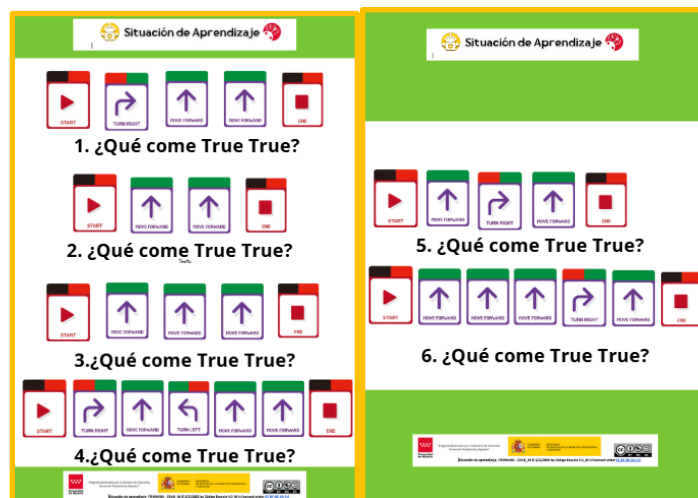 Situación de Aprendizaje
START TURN RIGHT MOVE FORWARD MOVE FORWARD END
1. ¿Qué come True True?
START MOVE FORWARD MOVE FORWARD END
2. ¿Qué come True True?
START MOVE FORWARD MOVE FORWARD MOVE FORWARD END
3.¿Qué come True True?
START TURN RIGHT MOVE FORWARD TURN LEFT MOVE FORWARD MOVE FORWARD END
4.¿Qué come True True?
Situación de Aprendizaje
START MOVE FORWARD TURN RIGHT MOVE FORWARD END
5. ¿Qué come True True?
START MOVE FORWARD MOVE FORWARD MOVE FORWARD TURN RIGHT MOVE FORWARD END
6. ¿Qué come True True?